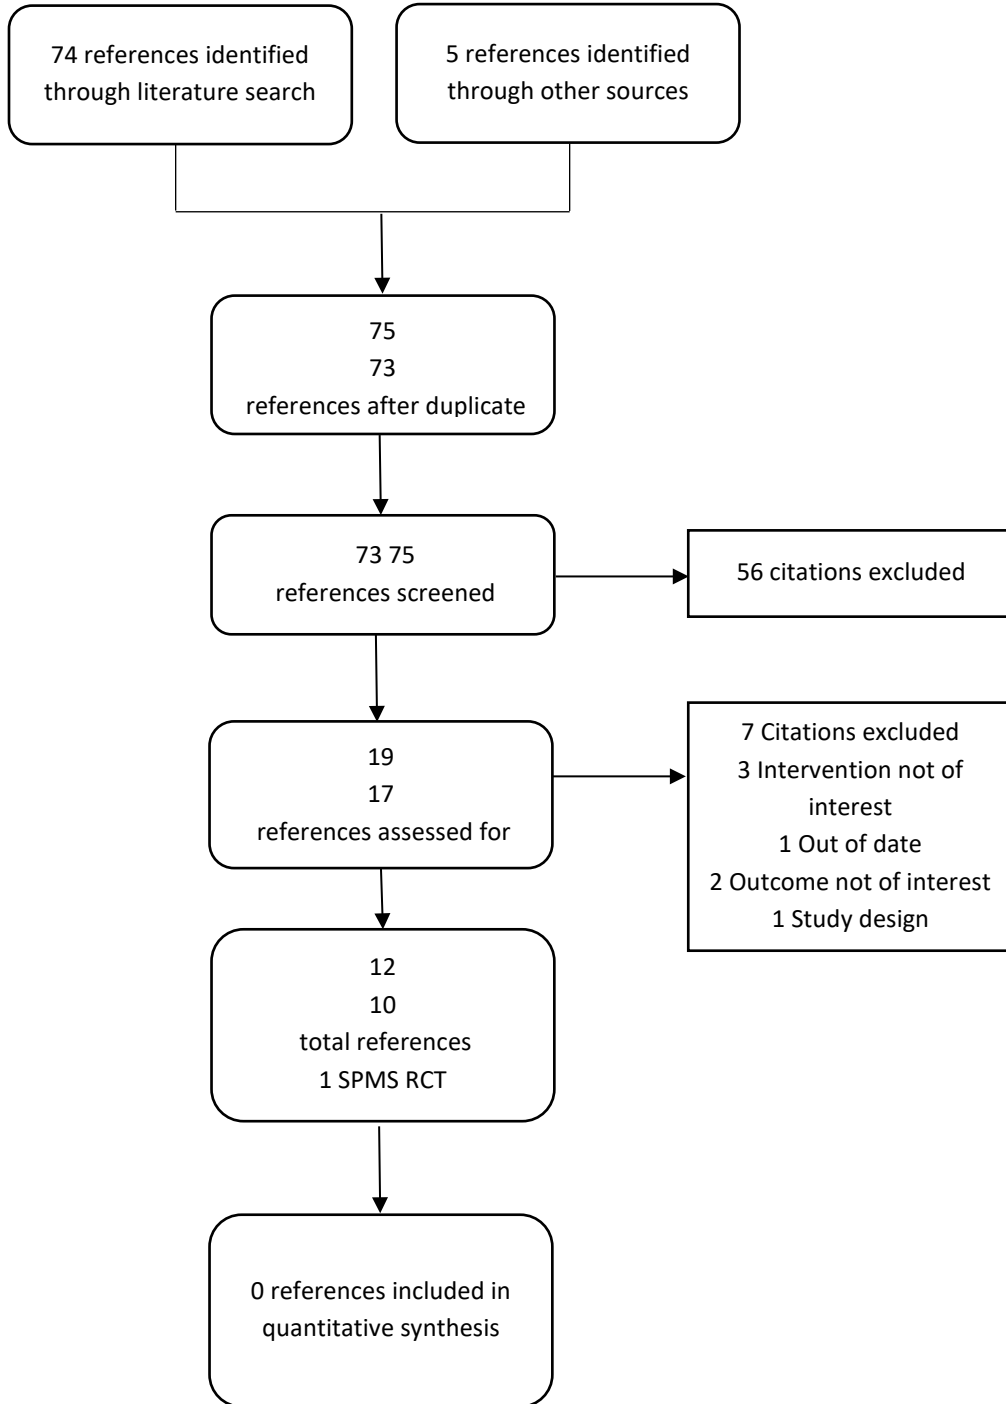 74 references identified
through literature search
5 references identified
through other sources
75
73
references after duplicate
73 75
references screened
56 citations excluded
19
17
references assessed for
7 Citations excluded
3 Intervention not of
interest
1 Out of date
2 Outcome not of interest
1 Study design
12
10
total references
1 SPMS RCT
0 references included in
quantitative synthesis